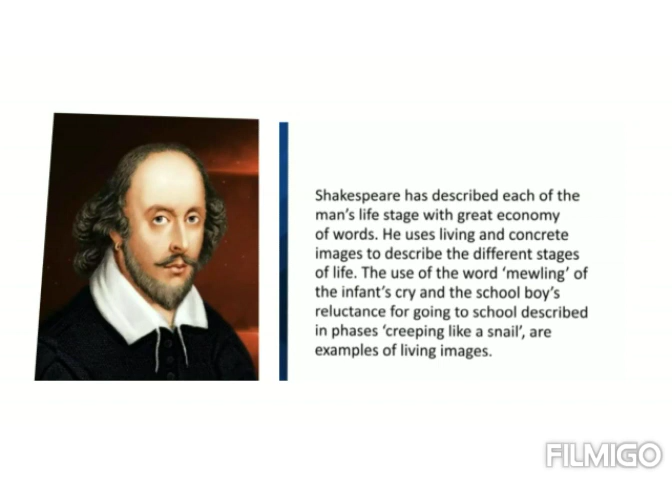 Shakespeare has described each of the
man's life stage with great economy
of words. He uses living and concrete
images to describe the different stages
of life. The use of the word ‘mewling’ of
the infant's cry and the school boy's
reluctance for going to school described
in phases ‘creeping like a snail’, are
examples of living images.
FILMIGO